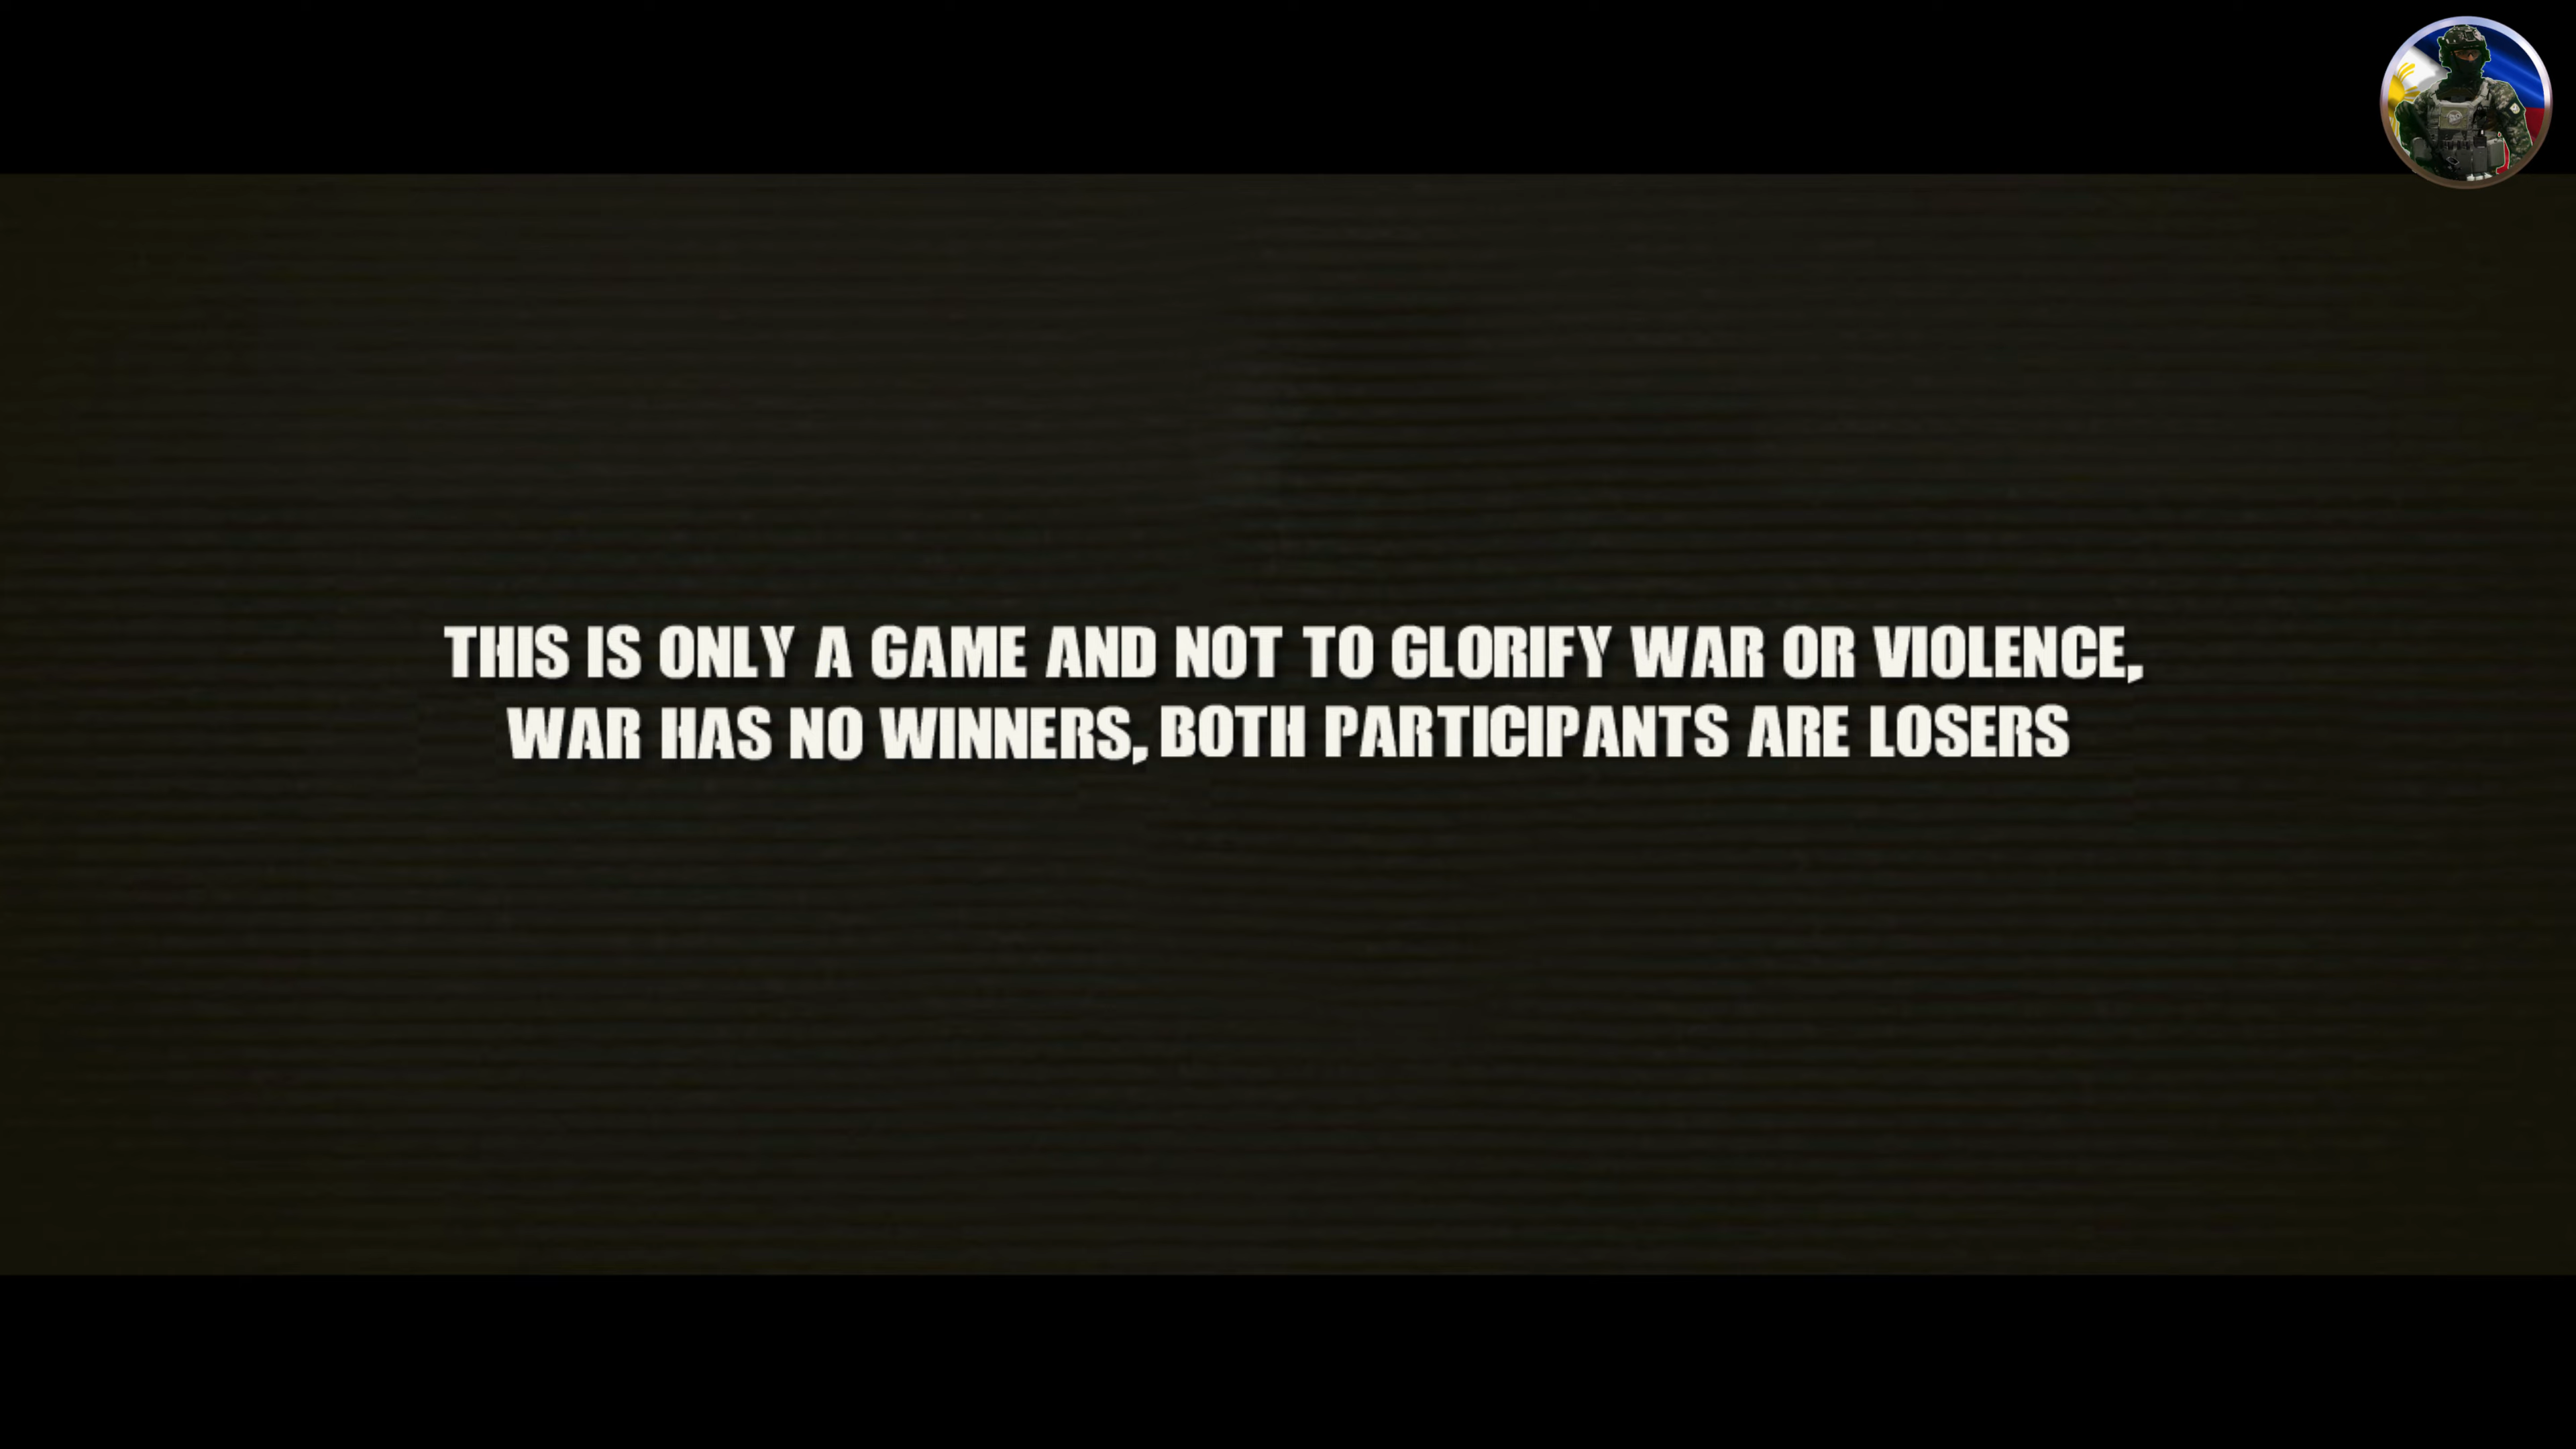 THIS IS ONLY A GAME AND NOT TO GLORIFY WAR OR VIOLENCE,
WAR HAS NO WINNERS, BOTH PARTICIPANTS ARE LOSERS